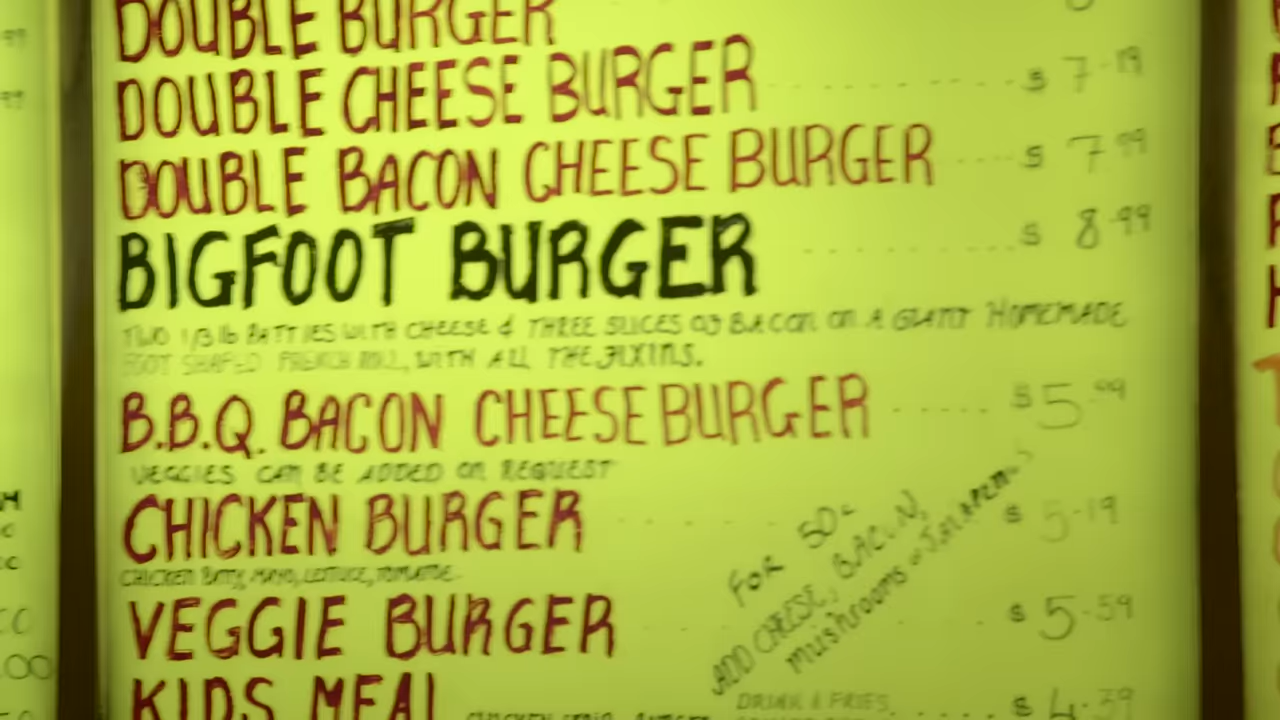 DOUBLE BURGER
DOUBLE CHEESE BURGER ........... $ 7.19
DOUBLE BACON CHEESE BURGER ..... $ 7.99
BIGFOOT BURGER ........... $ 8.99
TWO 1/3 lb PATTIES WITH CHEESE & THREE SLICES OF BACON ON A GIANT HOMEMADE
FOOT SHAPED FRENCH ROLL, WITH ALL THE FIXINS.
B.B.Q. BACON CHEESE BURGER ..... $ 5.99
VEGGIES CAN BE ADDED ON REQUEST
CHICKEN BURGER ..... $ 5.19
CHICKEN PATTY, MAYO, LETTUCE, TOMATOE
FOR 50¢
ADD CHEESE, BACON,
mushrooms or JALAPENOS
VEGGIE BURGER ..... $ 5.59
KIDS MEAL
DRINK & FRIES
..... $ 4.39